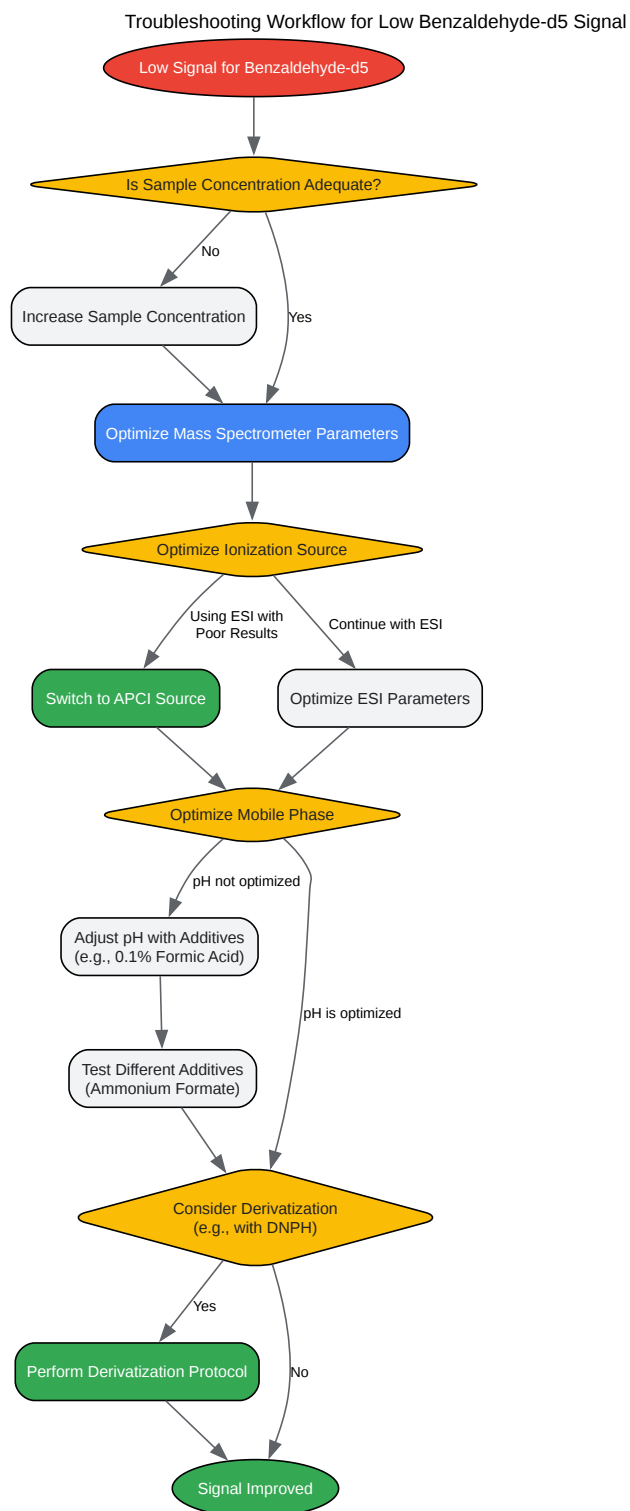 Troubleshooting Workflow for Low Benzaldehyde-d5 Signal
Low Signal for Benzaldehyde-d5
Is Sample Concentration Adequate?
No
Increase Sample Concentration
Yes
Optimize Mass Spectrometer Parameters
Optimize Ionization Source
Using ESI with
Poor Results
Continue with ESI
Switch to APCI Source
Optimize ESI Parameters
Optimize Mobile Phase
pH not optimized
Adjust pH with Additives
(e.g., 0.1% Formic Acid)
pH is optimized
Test Different Additives
(Ammonium Formate)
Consider Derivatization
(e.g., with DNPH)
Yes
Perform Derivatization Protocol
No
Signal Improved